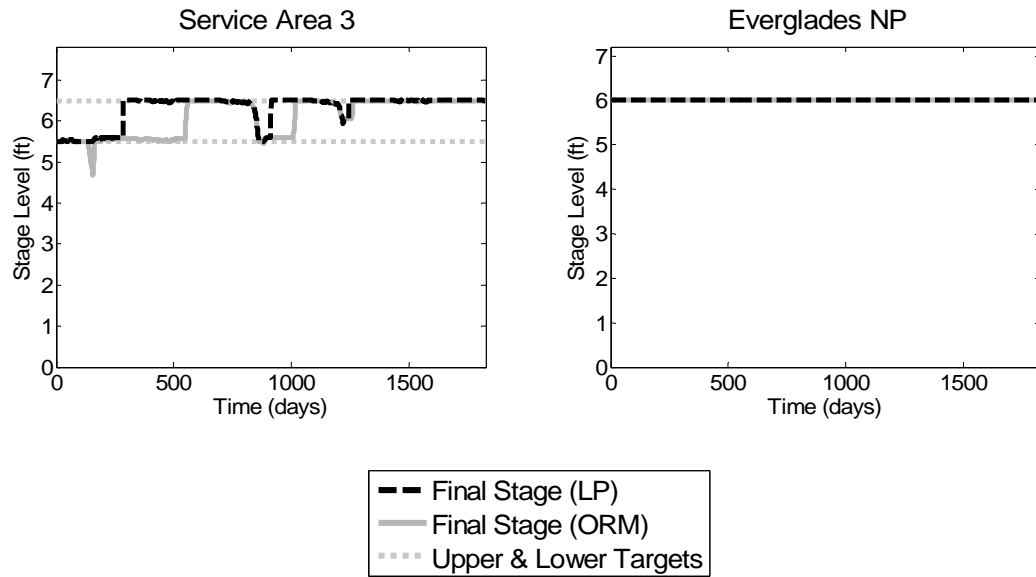 Service Area 3
Everglades NP
Stage Level (ft)
7
6
5
4
3
2
1
0
0 500 1000 1500
Time (days)
Stage Level (ft)
7
6
5
4
3
2
1
0
0 500 1000 1500
Time (days)
Final Stage (LP)
Final Stage (ORM)
Upper & Lower Targets